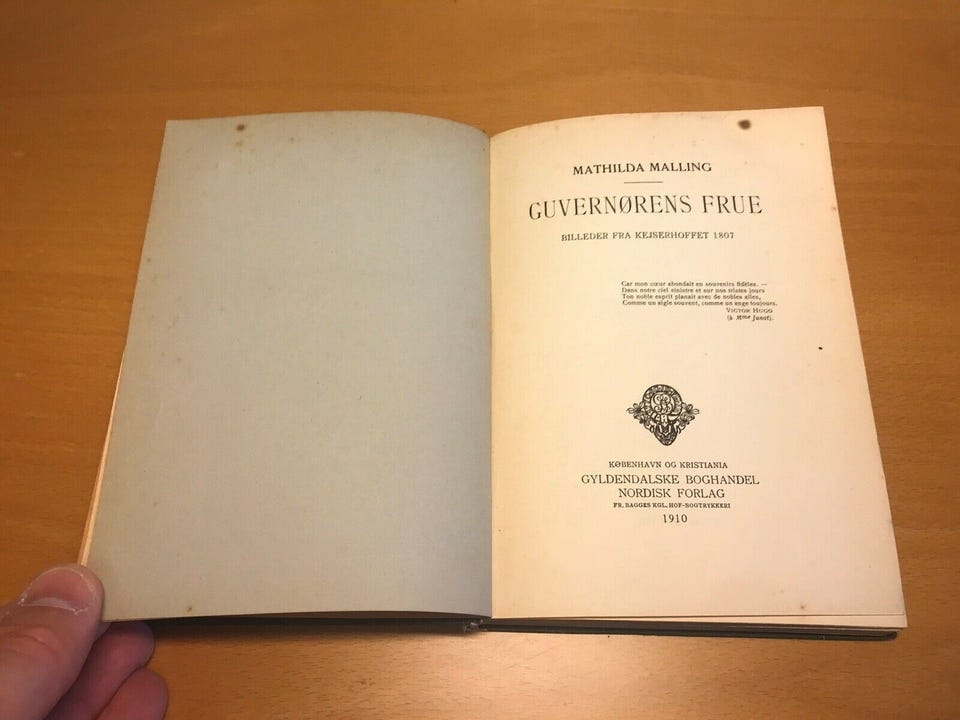 MATHILDA MALLING
GUVERNØRENS FRUE
BILLEDER FRA KEJSERHOFFET 1807
Car mon cœur abondait en souvenirs fidèles. —
Dans notre ciel sinistre et sur nos tristes jours
Ton noble esprit planait avec de nobles ailes,
Comme un aigle souvent, comme un ange toujours.
VICTOR HUGO
(à Mme Junot).
KØBENHAVN OG KRISTIANIA
GYLDENDALSKE BOGHANDEL
NORDISK FORLAG
FR. BAGGES KGL. HOF-BOGTRYKKERI
1910